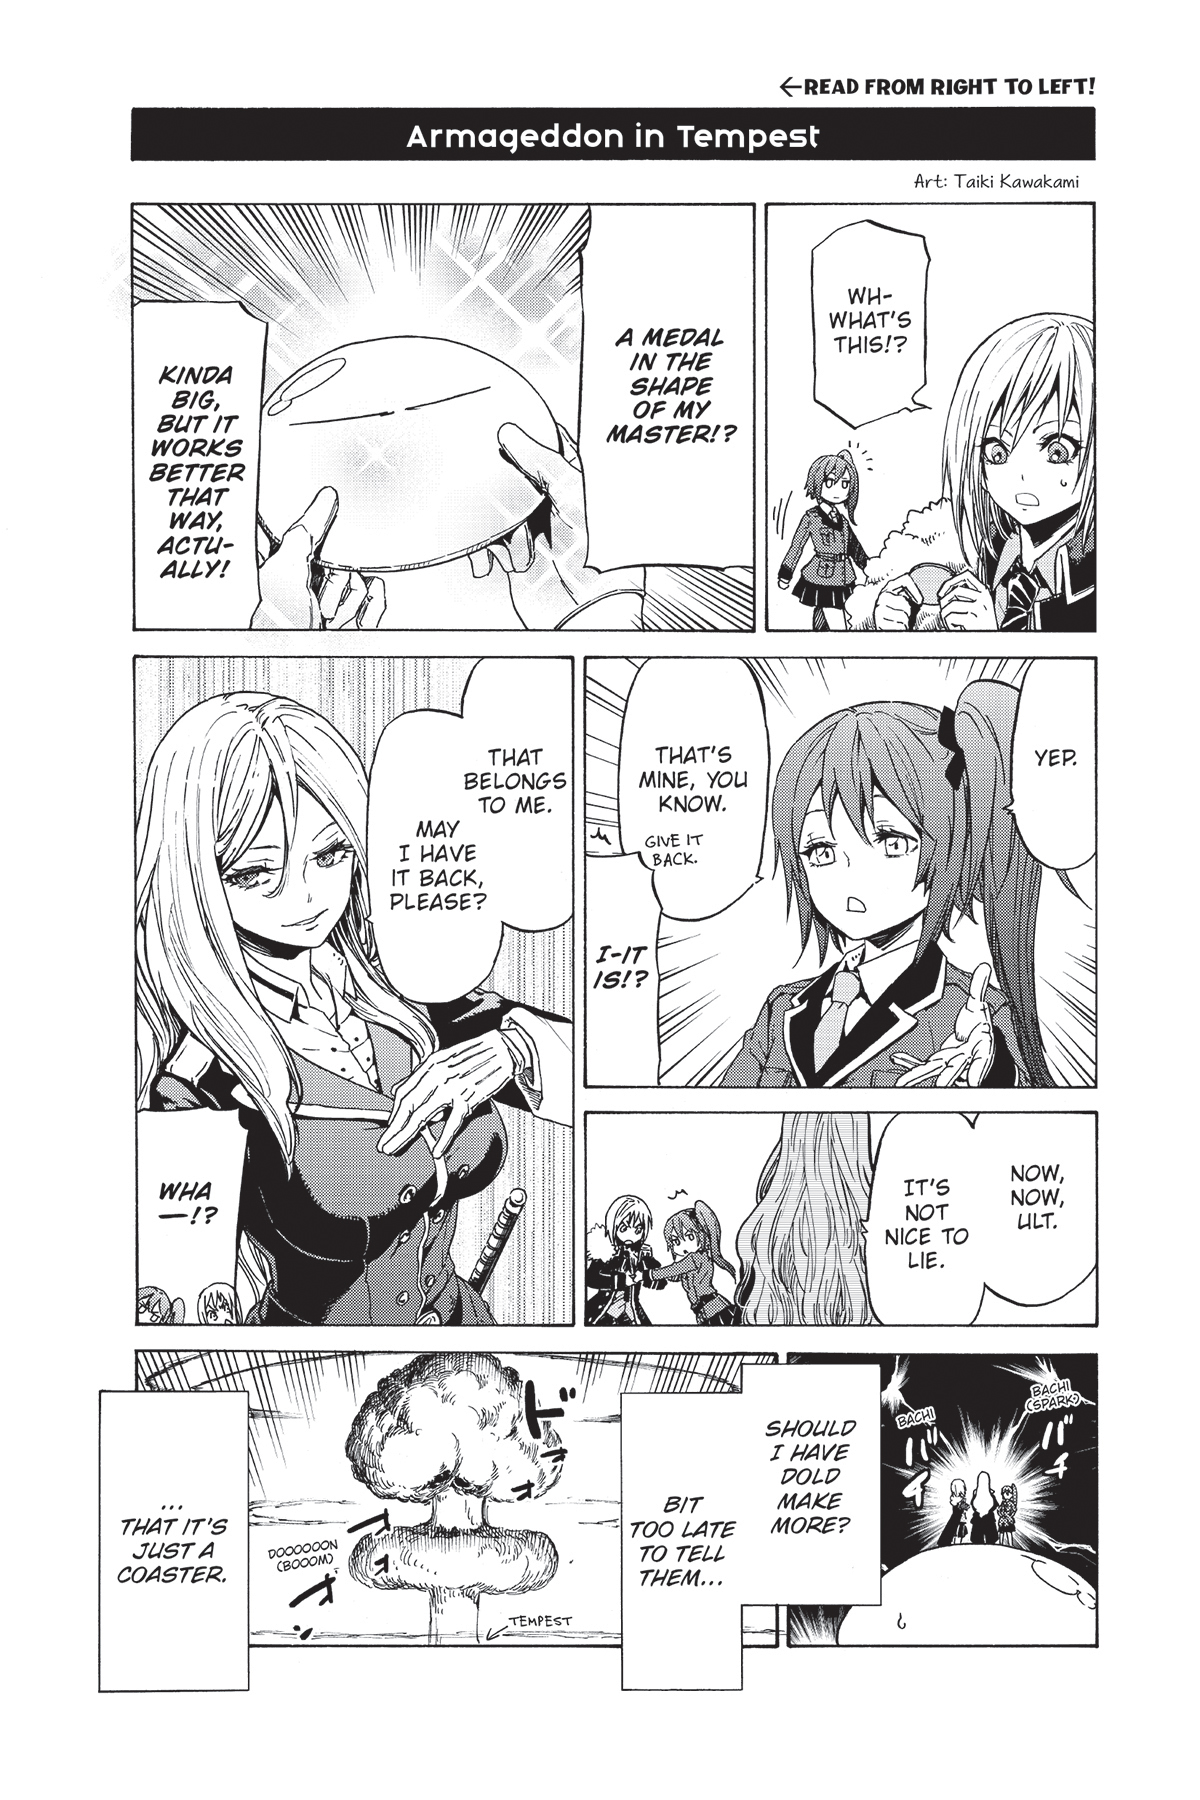 ←READ FROM RIGHT TO LEFT!
Armageddon in Tempest
Art: Taiki Kawakami
WH-
WHAT'S
THIS!?
A MEDAL
IN THE
SHAPE
OF MY
MASTER!?
KINDA
BIG,
BUT IT
WORKS
BETTER
THAT
WAY,
ACTU-
ALLY!
YEP.
THAT'S
MINE, YOU
KNOW.
GIVE IT
BACK.
I-IT
IS!?
NOW,
NOW,
ULT.
IT'S
NOT
NICE TO
LIE.
THAT
BELONGS
TO ME.
MAY
I HAVE
IT BACK,
PLEASE?
WHA
—!?
BACHI
(SPARK)
バチ
BACHI
バチ
SHOULD
I HAVE
DOLD
MAKE
MORE?
BIT
TOO LATE
TO TELL
THEM...
DOOOOOON
(BOOOM)
TEMPEST
...
THAT IT'S
JUST A
COASTER.